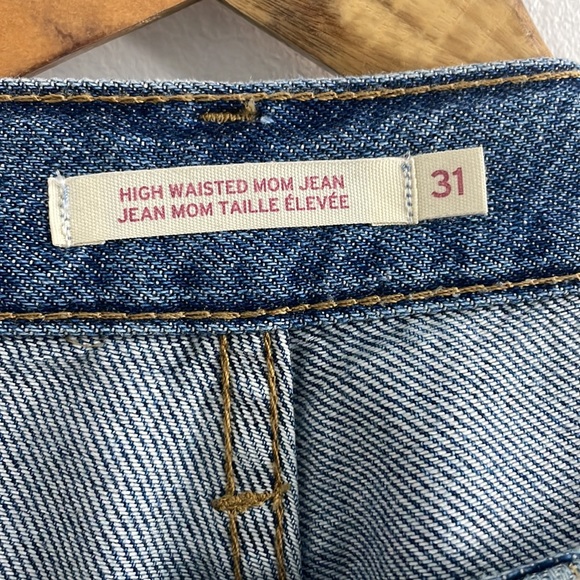 HIGH WAISTED MOM JEAN
JEAN MOM TAILLE ÉLEVÉE
31